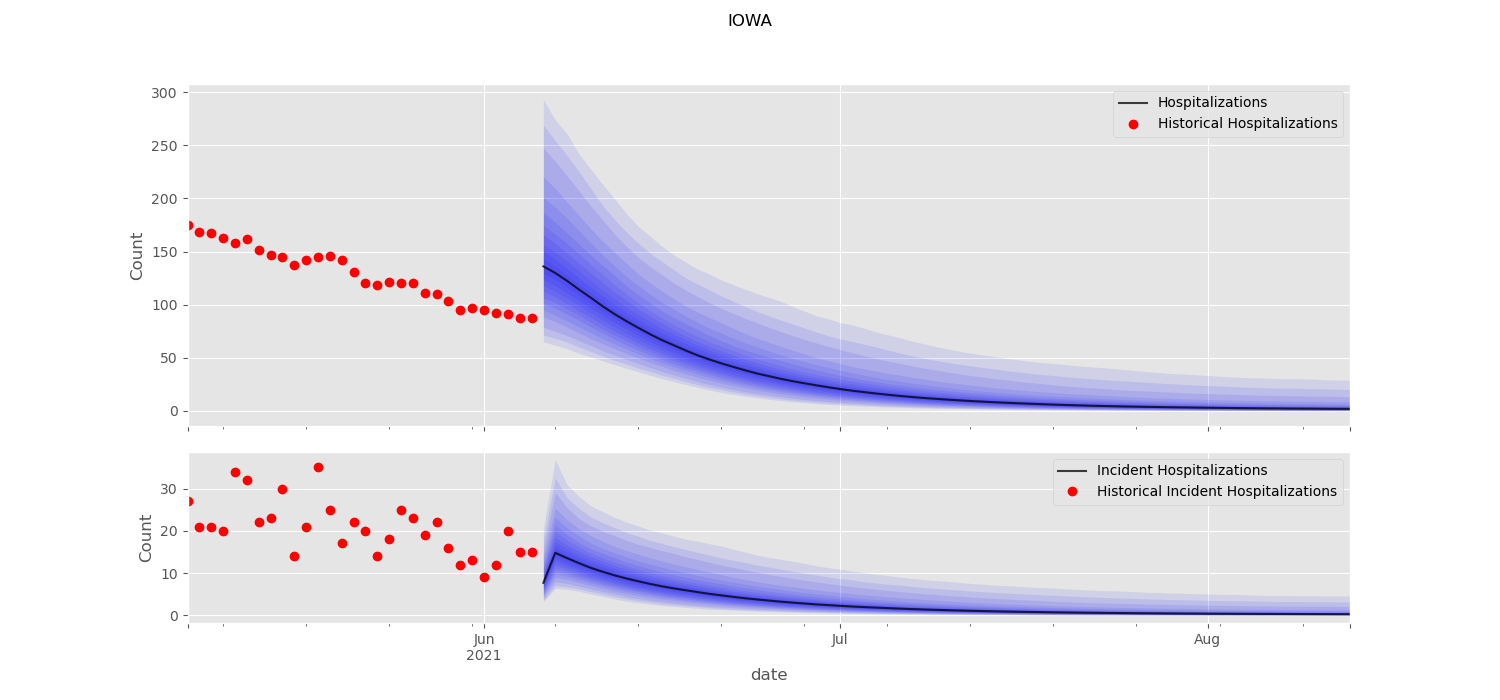 IOWA
300
250
200
150
100
50
0
Count
Hospitalizations
Historical Hospitalizations
30
20
10
0
Count
Incident Hospitalizations
Historical Incident Hospitalizations
Jun
2021
Jul
Aug
date